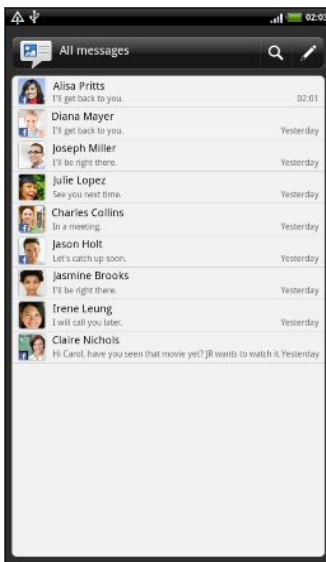 02:03
All messages
Alisa Pritts
I'll get back to you. 02:01
Diana Mayer
I'll get back to you. Yesterday
Joseph Miller
I'll be right there. Yesterday
Julie Lopez
See you next time. Yesterday
Charles Collins
In a meeting. Yesterday
Jason Holt
Let's catch up soon. Yesterday
Jasmine Brooks
I'll be right there. Yesterday
Irene Leung
I will call you later. Yesterday
Claire Nichols
Hi Carol, have you seen that movie yet? JR wants to watch it. Yesterday